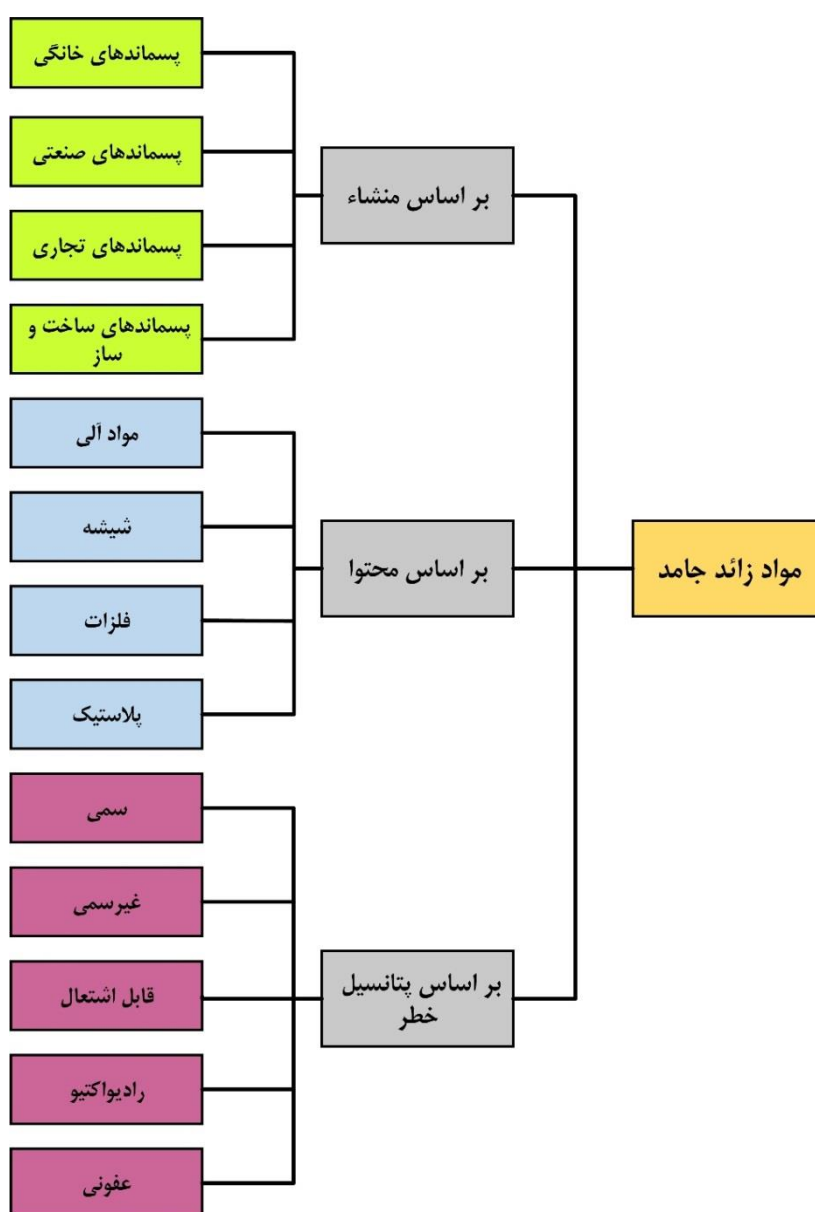 مواد زائد جامد
بر اساس منشاء
پسماندهای خانگی
پسماندهای صنعتی
پسماندهای تجاری
پسماندهای ساخت و
ساز
بر اساس محتوا
مواد آلی
شیشه
فلزات
پلاستیک
بر اساس پتانسیل
خطر
سمی
غیرسمی
قابل اشتعال
رادیواکتیو
عفونی